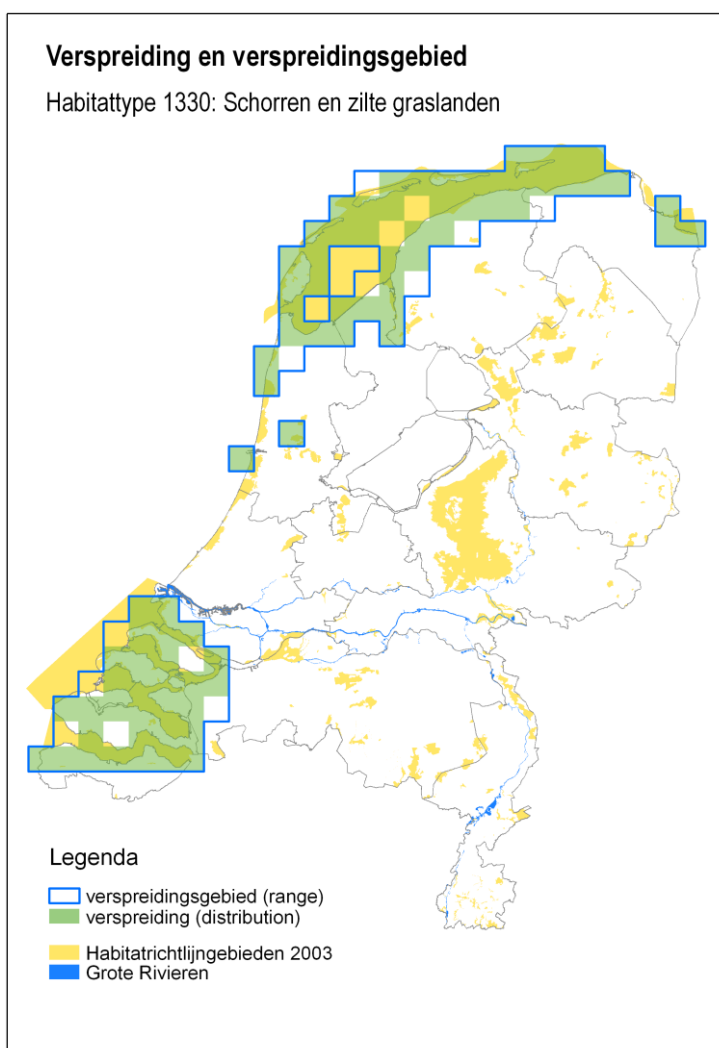 Verspreiding en verspreidingsgebied
Habitattype 1330: Schorren en zilte graslanden
Legenda
verspreidingsgebied (range)
verspreiding (distribution)
Habitatrichtlijngebieden 2003
Grote Rivieren